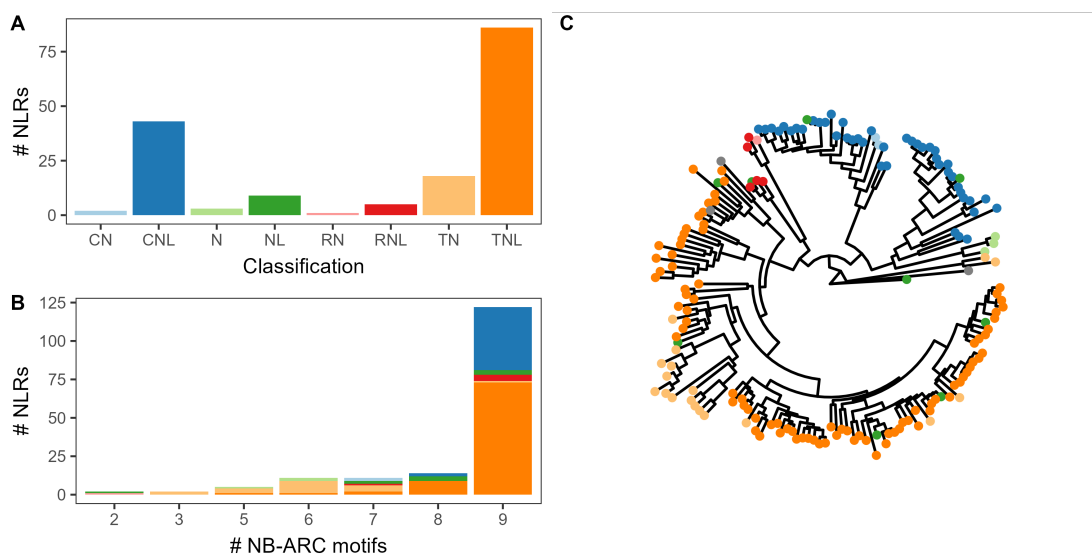 A
# NLRs
75
50
25
0
CN CNL N NL RN RNL TN TNL
Classification
B
# NLRs
125
100
75
50
25
0
2 3 5 6 7 8 9
# NB-ARC motifs
C